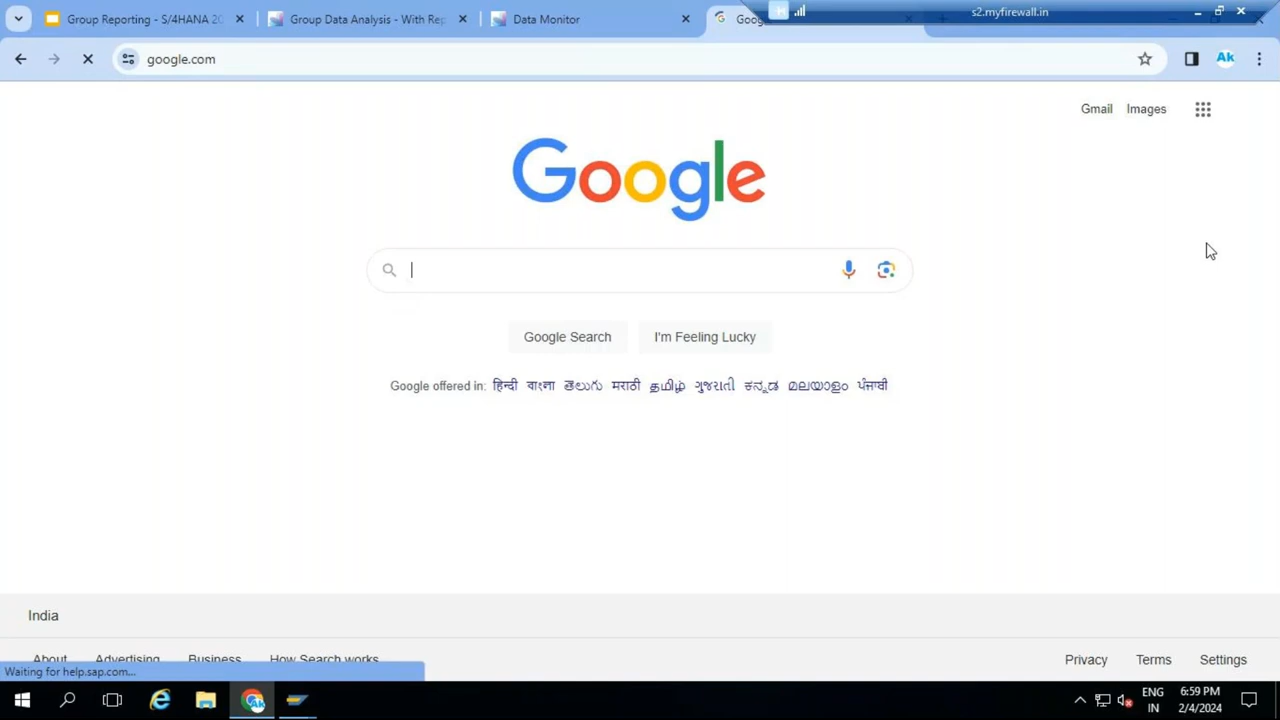 Group Reporting - S/4HANA 20
Group Data Analysis - With Rep
Data Monitor
Goog
s2.myfirewall.in
google.com
Ak
Gmail Images
Google
Google Search I'm Feeling Lucky
Google offered in: हिन्दी বাংলা తెలుగు मराठी தமிழ் ગુજરાતી ಕನ್ನಡ മലയാളം ਪੰਜਾਬੀ
India
About Advertising Business How Search works
Privacy Terms Settings
Waiting for help.sap.com...
Ak
ENG
IN
6:59 PM
2/4/2024